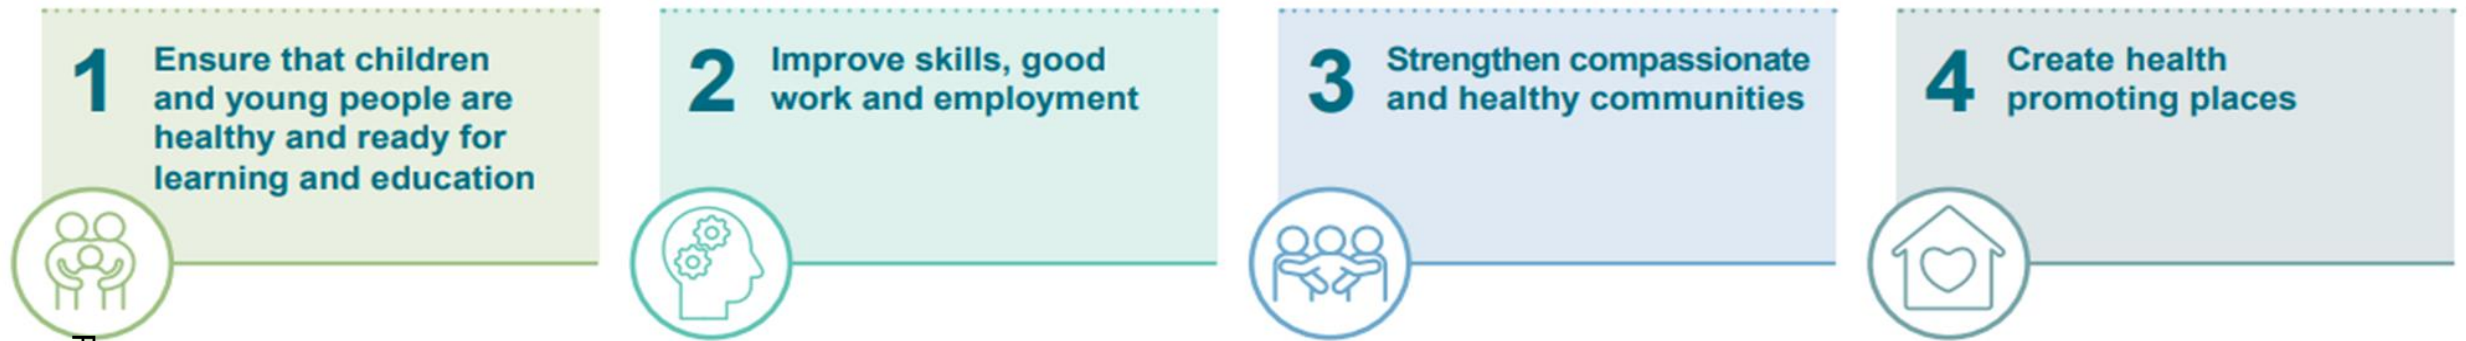 1
Ensure that children
and young people are
healthy and ready for
learning and education
2
Improve skills, good
work and employment
3
Strengthen compassionate
and healthy communities
4
Create health
promoting places